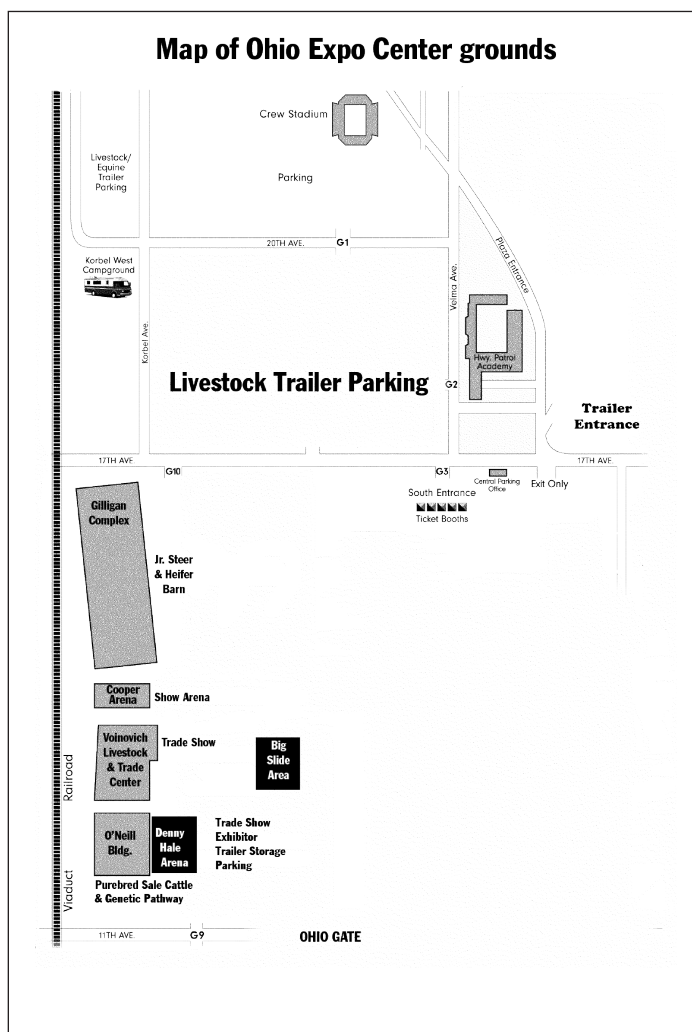 Map of Ohio Expo Center grounds
Crew Stadium
Livestock/
Equine
Trailer
Parking
Parking
20TH AVE.
G1
Plaza Entrance
Korbel West
Campground
Velma Ave.
Korbel Ave.
Hwy. Patrol
Academy
Livestock Trailer Parking
G2
Trailer
Entrance
17TH AVE.
17TH AVE.
G10
G3
Central Parking
Office
Exit Only
South Entrance
Ticket Booths
Gilligan
Complex
Jr. Steer
& Heifer
Barn
Cooper
Arena
Show Arena
Voinovich
Livestock
& Trade
Center
Trade Show
Big
Slide
Area
Railroad
O'Neill
Bldg.
Denny
Hale
Arena
Trade Show
Exhibitor
Trailer Storage
Parking
Viaduct
Purebred Sale Cattle
& Genetic Pathway
11TH AVE.
G9
OHIO GATE